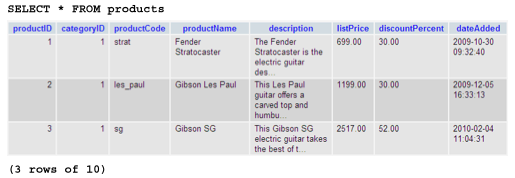 SELECT * FROM products
productID categoryID productCode productName description listPrice discountPercent dateAdded
1 1 strat Fender Stratocaster The Fender Stratocaster is the electric guitar des... 699.00 30.00 2009-10-30 09:32:40
2 1 les_paul Gibson Les Paul This Les Paul guitar offers a carved top and humbu... 1199.00 30.00 2009-12-05 16:33:13
3 1 sg Gibson SG This Gibson SG electric guitar takes the best of t... 2517.00 52.00 2010-02-04 11:04:31
(3 rows of 10)